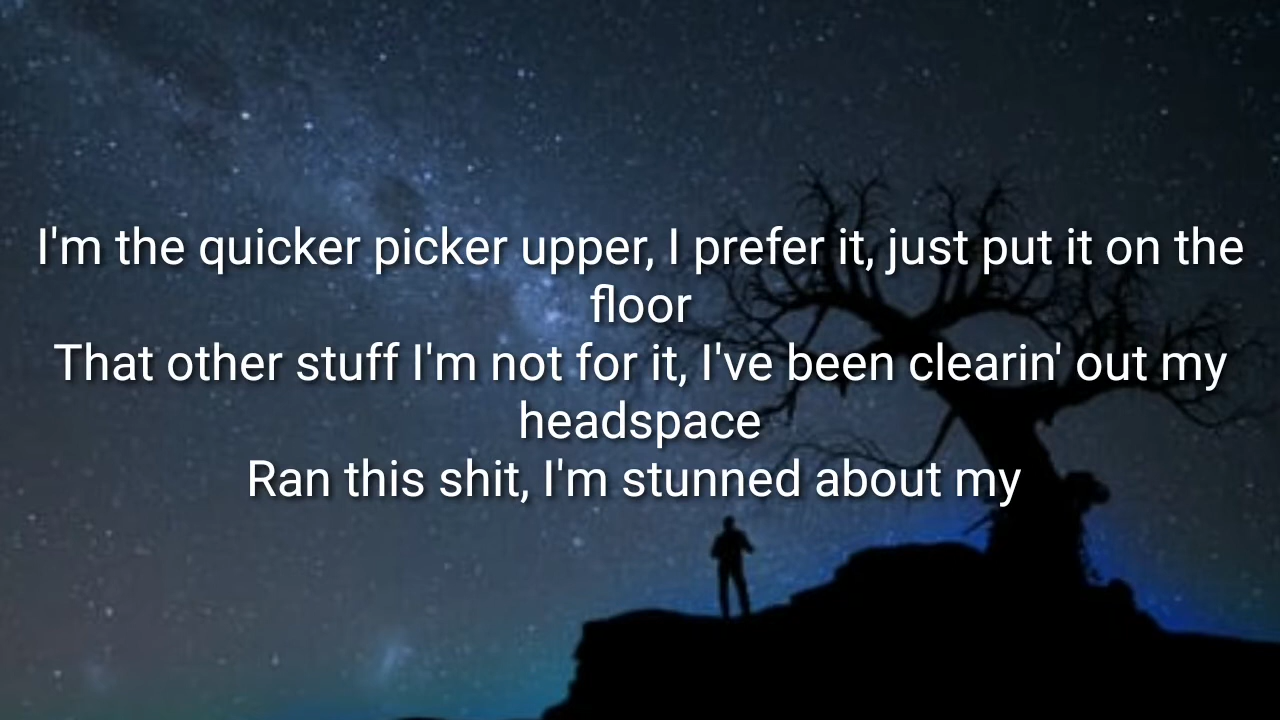 I'm the quicker picker upper, I prefer it, just put it on the
floor
That other stuff I'm not for it, I've been clearin' out my
headspace
Ran this shit, I'm stunned about my